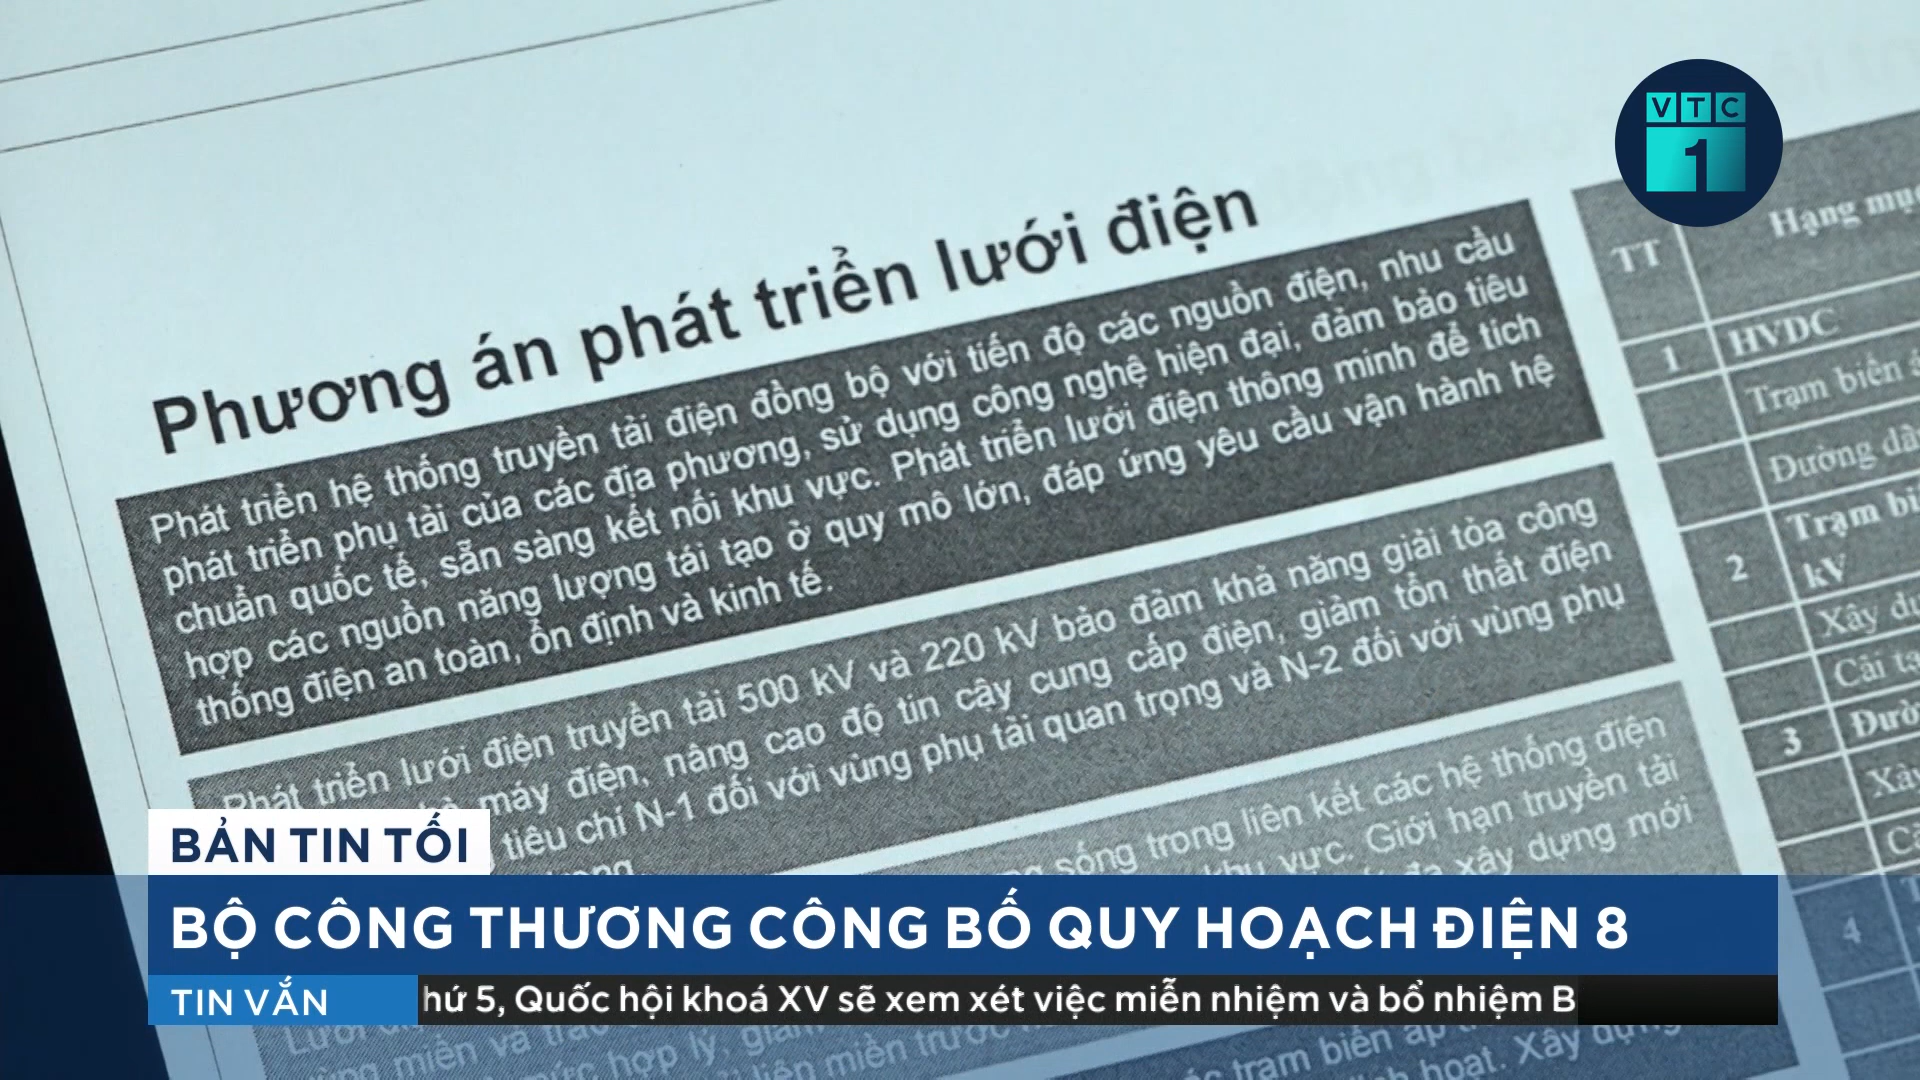 VTC
1
Phương án phát triển lưới điện
Phát triển hệ thống truyền tải điện đồng bộ với tiến độ các nguồn điện, nhu cầu
phát triển phụ tải của các địa phương, sử dụng công nghệ hiện đại, đảm bảo tiêu
chuẩn quốc tế, sẵn sàng kết nối khu vực. Phát triển lưới điện thông minh để tích
hợp các nguồn năng lượng tái tạo ở quy mô lớn, đáp ứng yêu cầu vận hành hệ
thống điện an toàn, ổn định và kinh tế.
Phát triển lưới điện truyền tải 500 kV và 220 kV bảo đảm khả năng giải tỏa công
máy điện, nâng cao độ tin cậy cung cấp điện, giảm tổn thất điện
tiêu chí N-1 đối với vùng phụ tải quan trọng và N-2 đối với vùng phụ
sống trong liên kết các hệ thống điện
khu vực. Giới hạn truyền tải
xây dựng mới
TT Hạng mục
1 HVDC
Trạm biến
Đường dây
2 Trạm
kV
Xây
Cải
3
4
BẢN TIN TỐI
BỘ CÔNG THƯƠNG CÔNG BỐ QUY HOẠCH ĐIỆN 8
TIN VẮN hứ 5, Quốc hội khoá XV sẽ xem xét việc miễn nhiệm và bổ nhiệm B
trạm biến áp
hoạt. Xây dựng